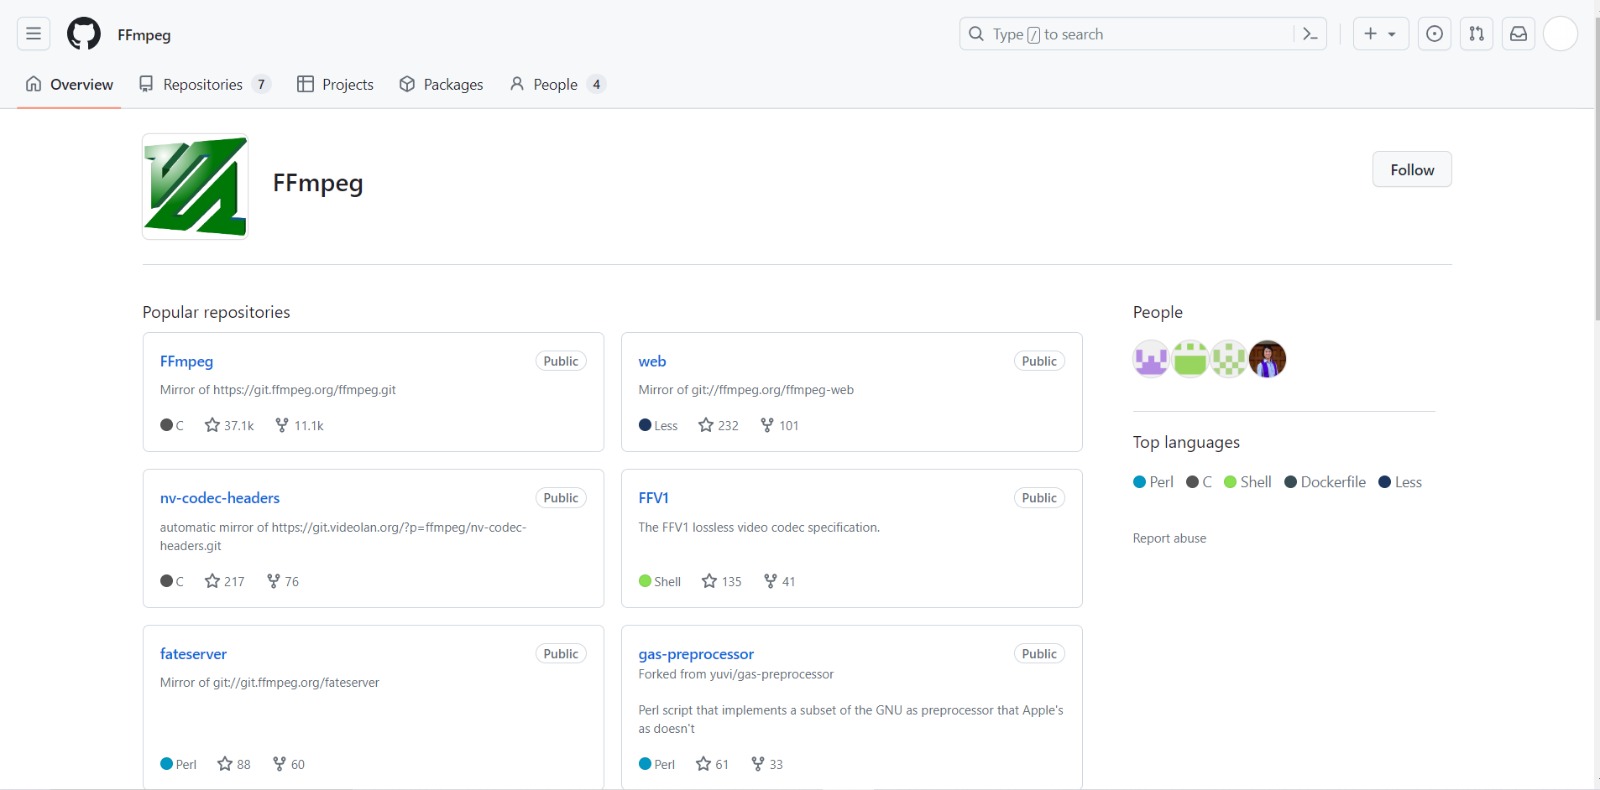 FFmpeg
Type / to search
Overview
Repositories 7
Projects
Packages
People 4
FFmpeg
Follow
Popular repositories
FFmpeg
Public
Mirror of https://git.ffmpeg.org/ffmpeg.git
C 37.1k 11.1k
web
Public
Mirror of git://ffmpeg.org/ffmpeg-web
Less 232 101
nv-codec-headers
Public
automatic mirror of https://git.videolan.org/?p=ffmpeg/nv-codec-
headers.git
C 217 76
FFV1
Public
The FFV1 lossless video codec specification.
Shell 135 41
fateserver
Public
Mirror of git://git.ffmpeg.org/fateserver
Perl 88 60
gas-preprocessor
Public
Forked from yuvi/gas-preprocessor
Perl script that implements a subset of the GNU as preprocessor that Apple's
as doesn't
Perl 61 33
People
Top languages
Perl C Shell Dockerfile Less
Report abuse